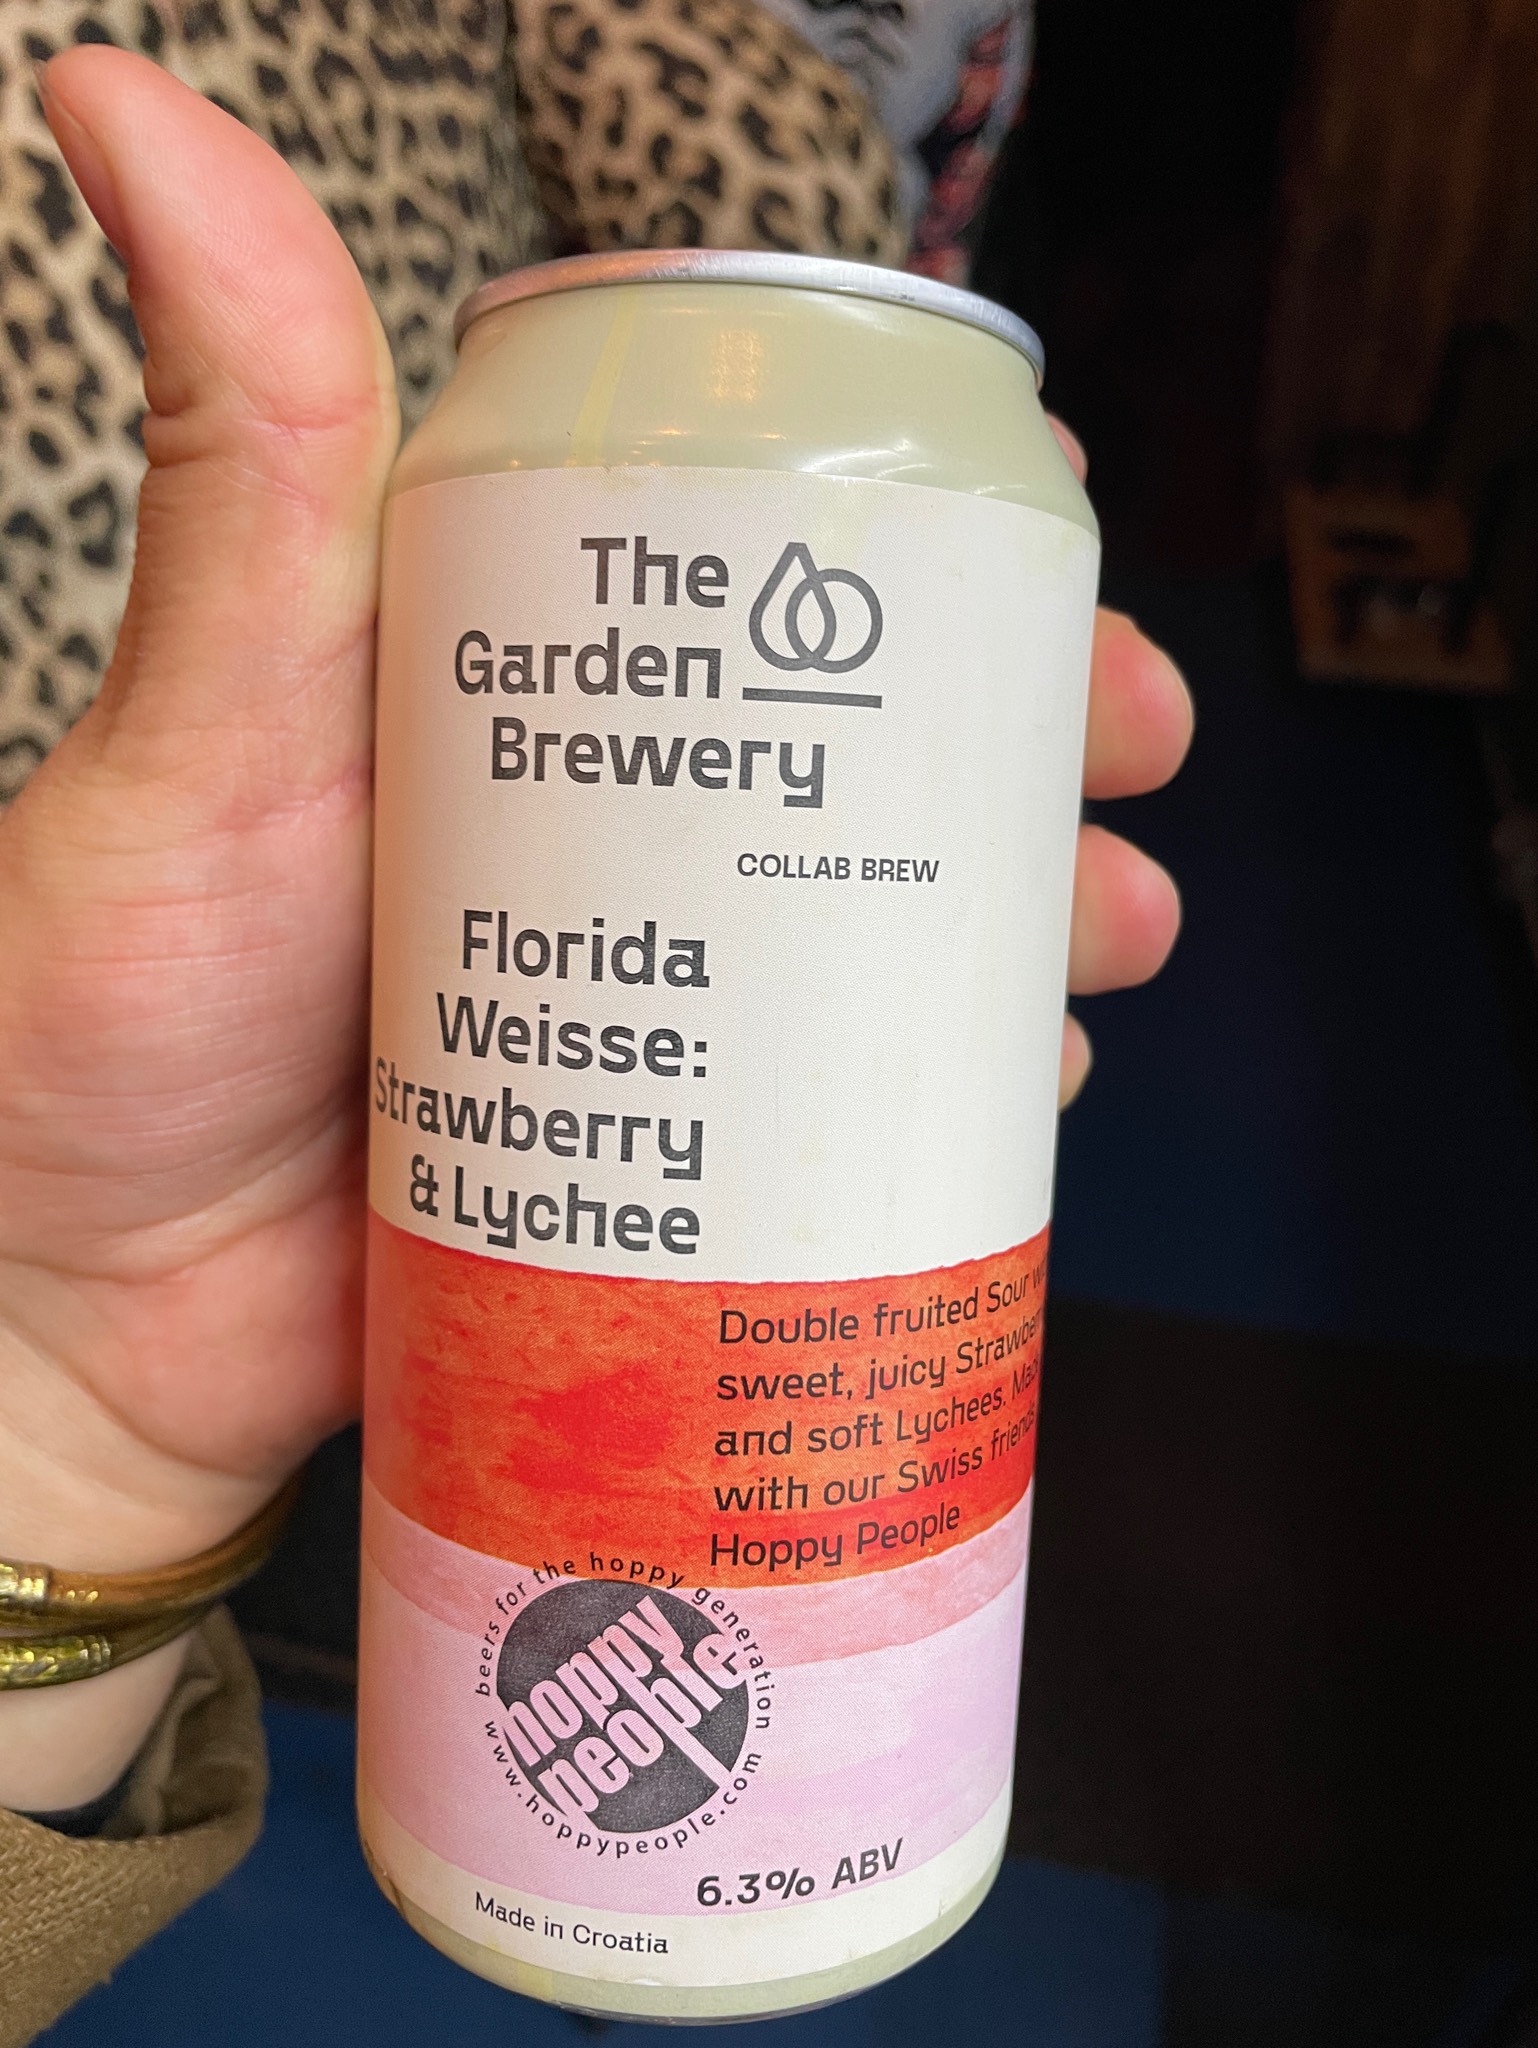 The
Garden
Brewery
COLLAB BREW
Florida
Weisse:
Strawberry
& Lychee
Double fruited Sour
sweet, juicy
and soft Lychees.
with our Swiss friends
Hoppy People
beers for the hoppy generation
hoppy
people
www.hoppypeople.com
6.3% ABV
Made in Croatia